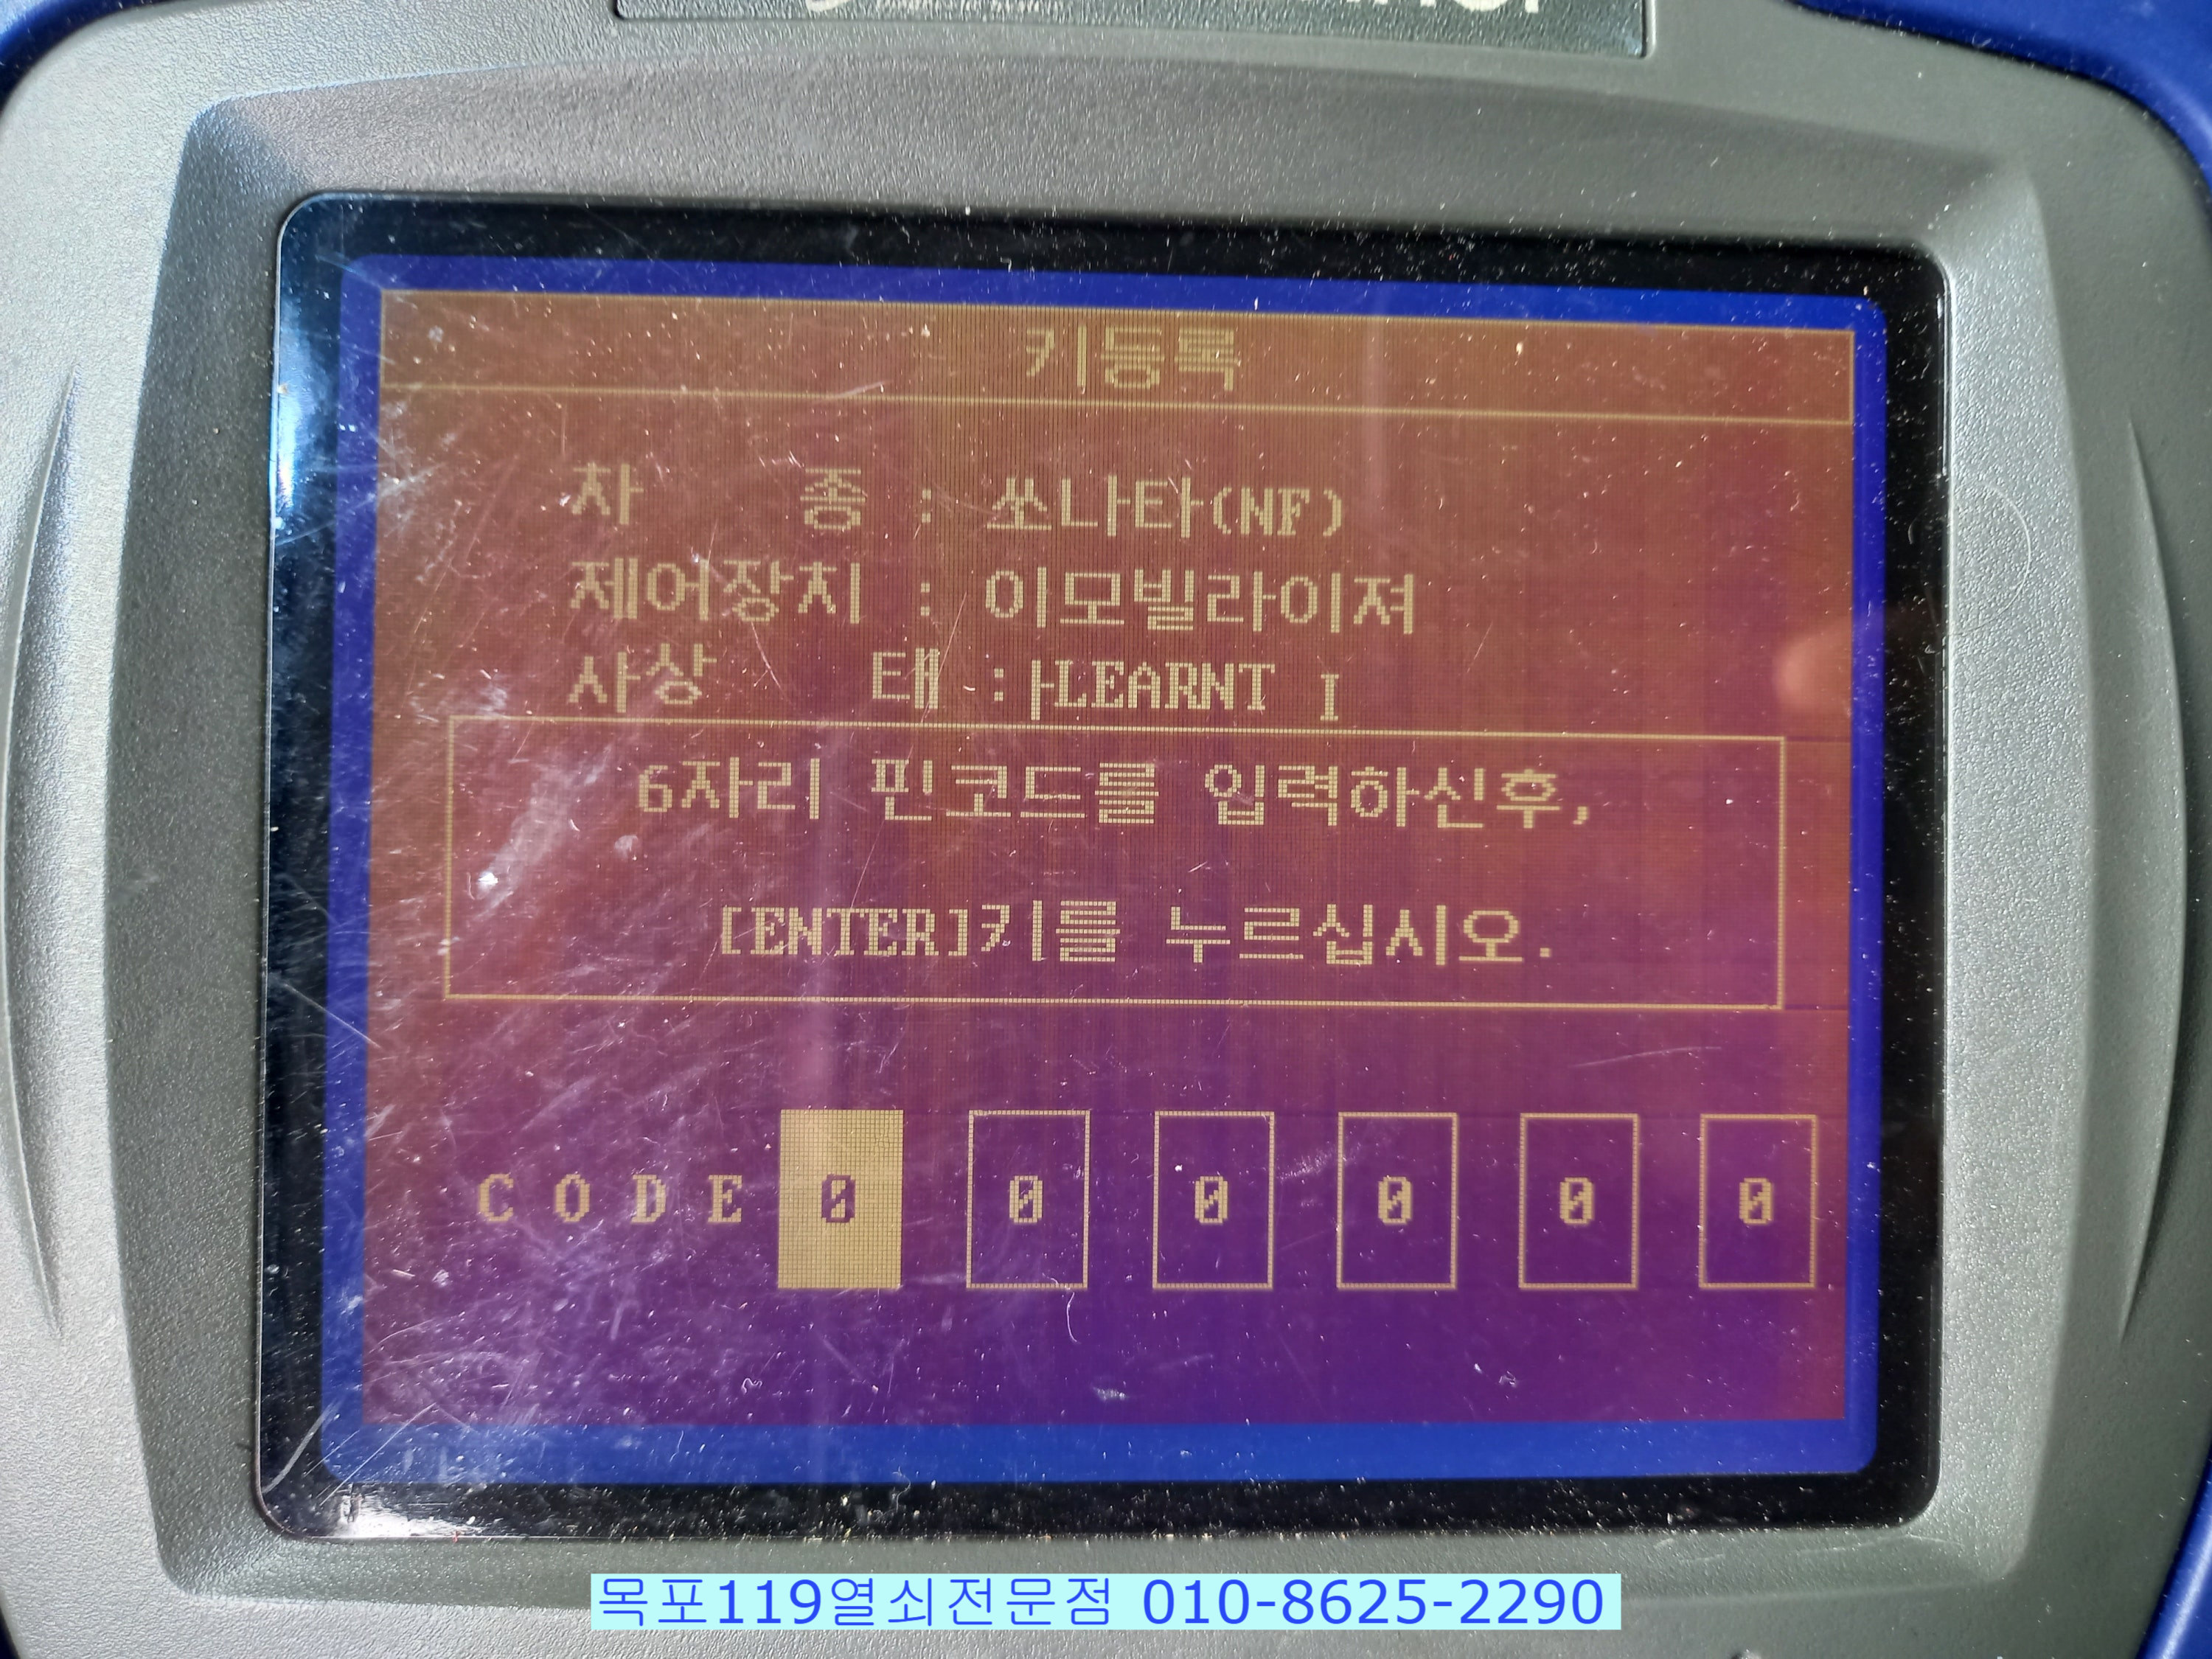 키등록
차 종 : 쏘나타(NF)
제어장치 : 이모빌라이져
사상 태 :ㅏLEARNT I
6자리 핀코드를 입력하신후,
[ENTER]키를 누르십시오.
C O D E 0 0 0 0 0 0
목포119열쇠전문점 010-8625-2290